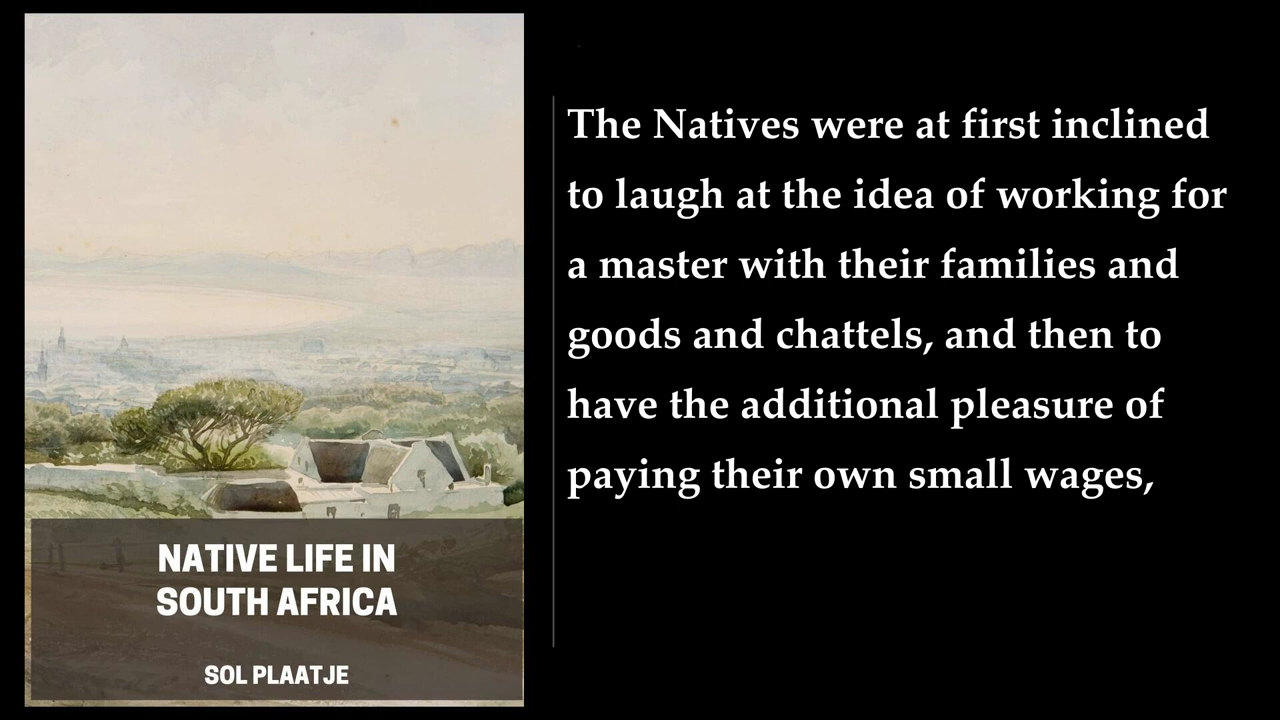 The Natives were at first inclined
to laugh at the idea of working for
a master with their families and
goods and chattels, and then to
have the additional pleasure of
paying their own small wages,
NATIVE LIFE IN
SOUTH AFRICA
SOL PLAATJE